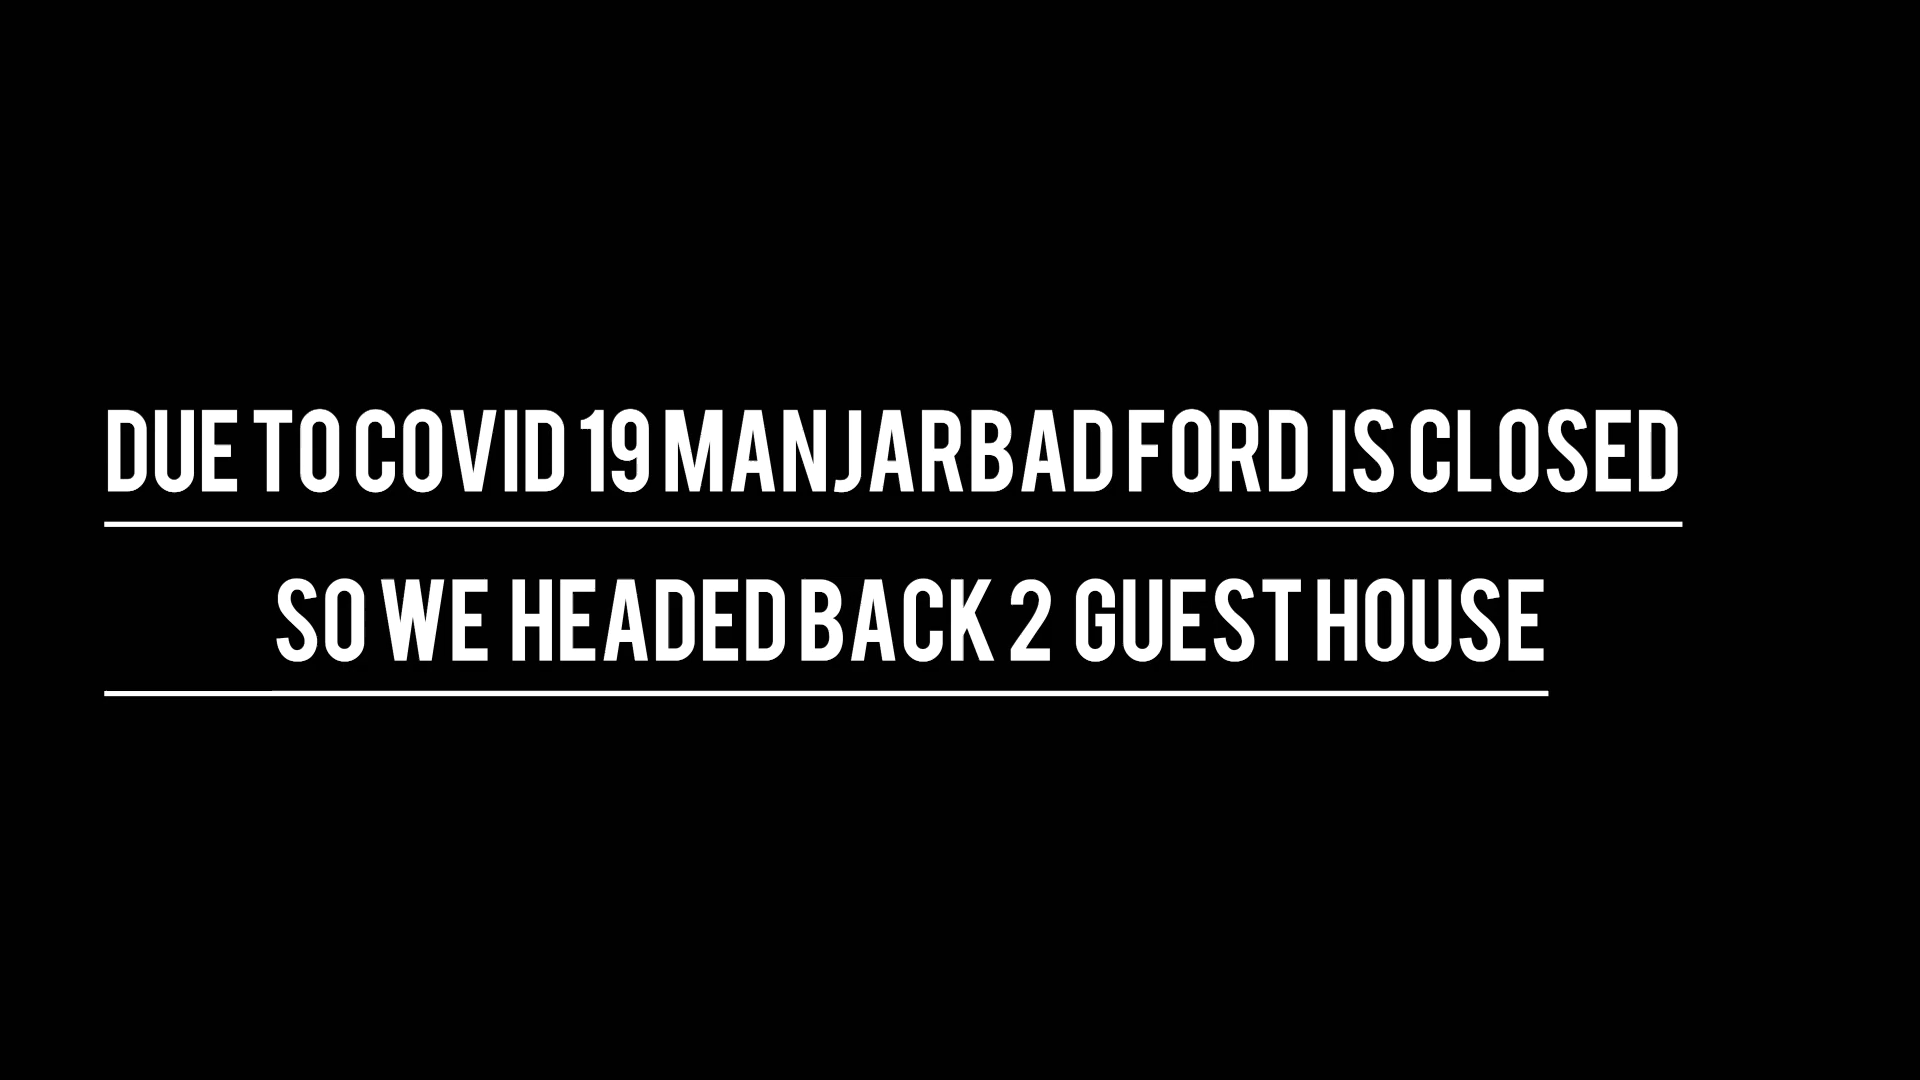 DUE TO COVID 19 MANJARBAD FORD IS CLOSED
SO WE HEADED BACK 2 GUEST HOUSE